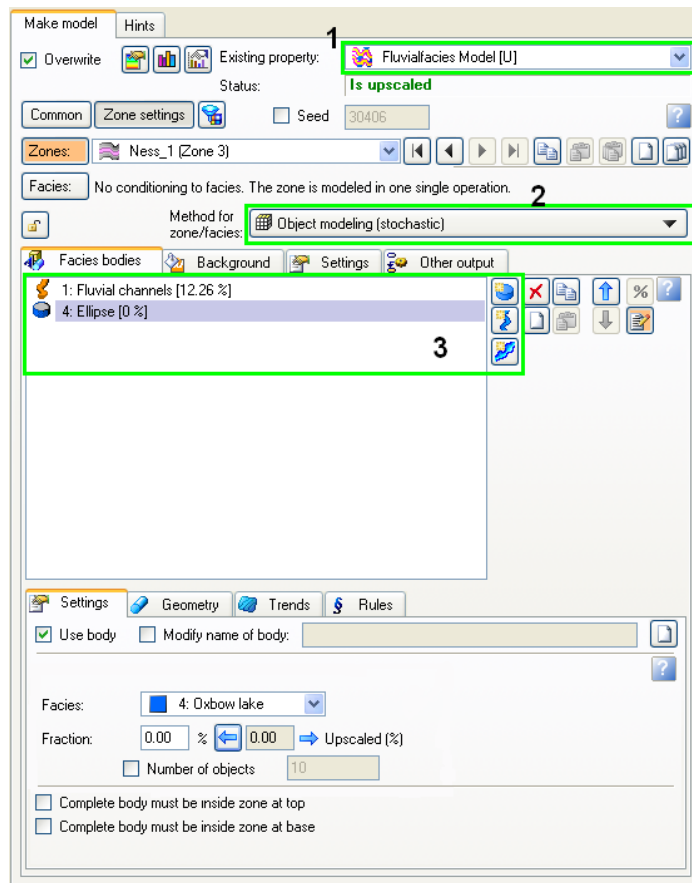 Make model Hints
1
Overwrite Existing property: Fluvialfacies Model [U]
Status: Is upscaled
Common Zone settings Seed 30406 ?
Zones: Ness_1 (Zone 3)
Facies: No conditioning to facies. The zone is modeled in one single operation.
2
Method for zone/facies: Object modeling (stochastic)
Facies bodies Background Settings Other output
1: Fluvial channels [12.26 %] % ?
4: Ellipse [0 %]
3
Settings Geometry Trends § Rules
Use body Modify name of body:
?
Facies: 4: Oxbow lake
Fraction: 0.00 % 0.00 Upscaled (%)
Number of objects 10
Complete body must be inside zone at top
Complete body must be inside zone at base